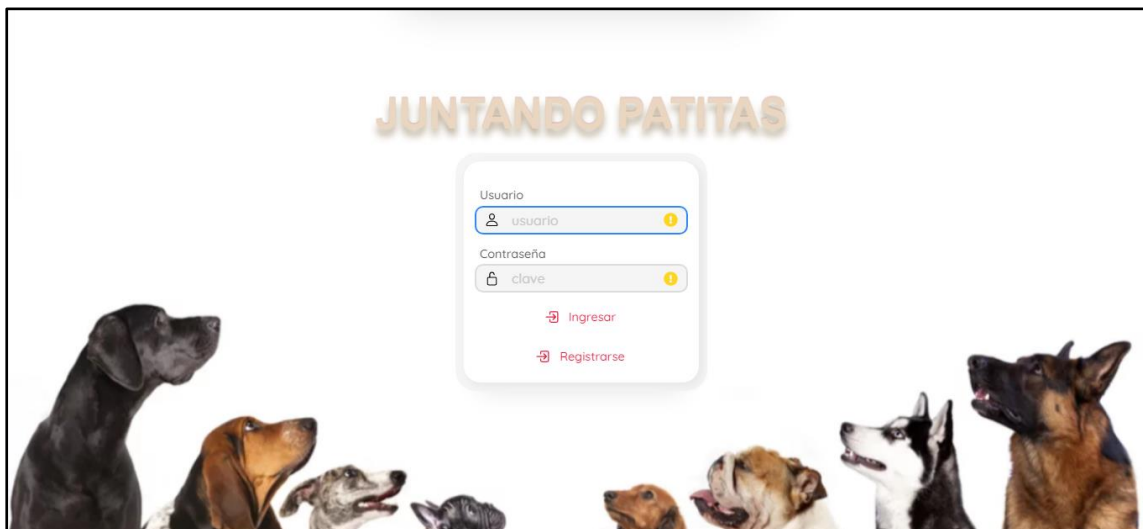 JUNTANDO PATITAS
Usuario
usuario
Contraseña
clave
Ingresar
Registrarse